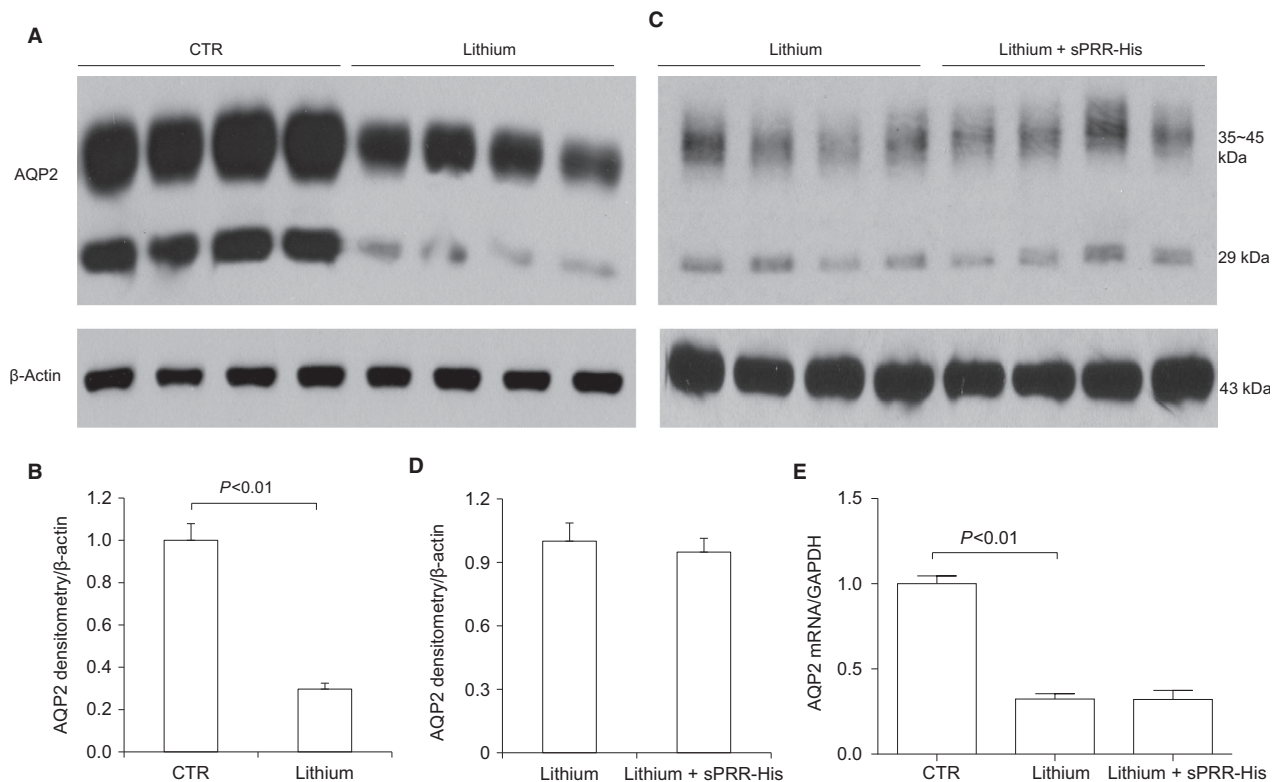 A
CTR
Lithium
AQP2
β-Actin
C
Lithium
Lithium + sPRR-His
35~45
kDa
29 kDa
43 kDa
B
P<0.01
AQP2 densitometry/β-actin
1.2
1.0
0.8
0.6
0.4
0.2
0.0
CTR
Lithium
D
AQP2 densitometry/β-actin
1.2
0.9
0.6
0.3
0
Lithium
Lithium + sPRR-His
E
P<0.01
AQP2 mRNA/GAPDH
1.5
1.0
0.5
0.0
CTR
Lithium
Lithium + sPRR-His